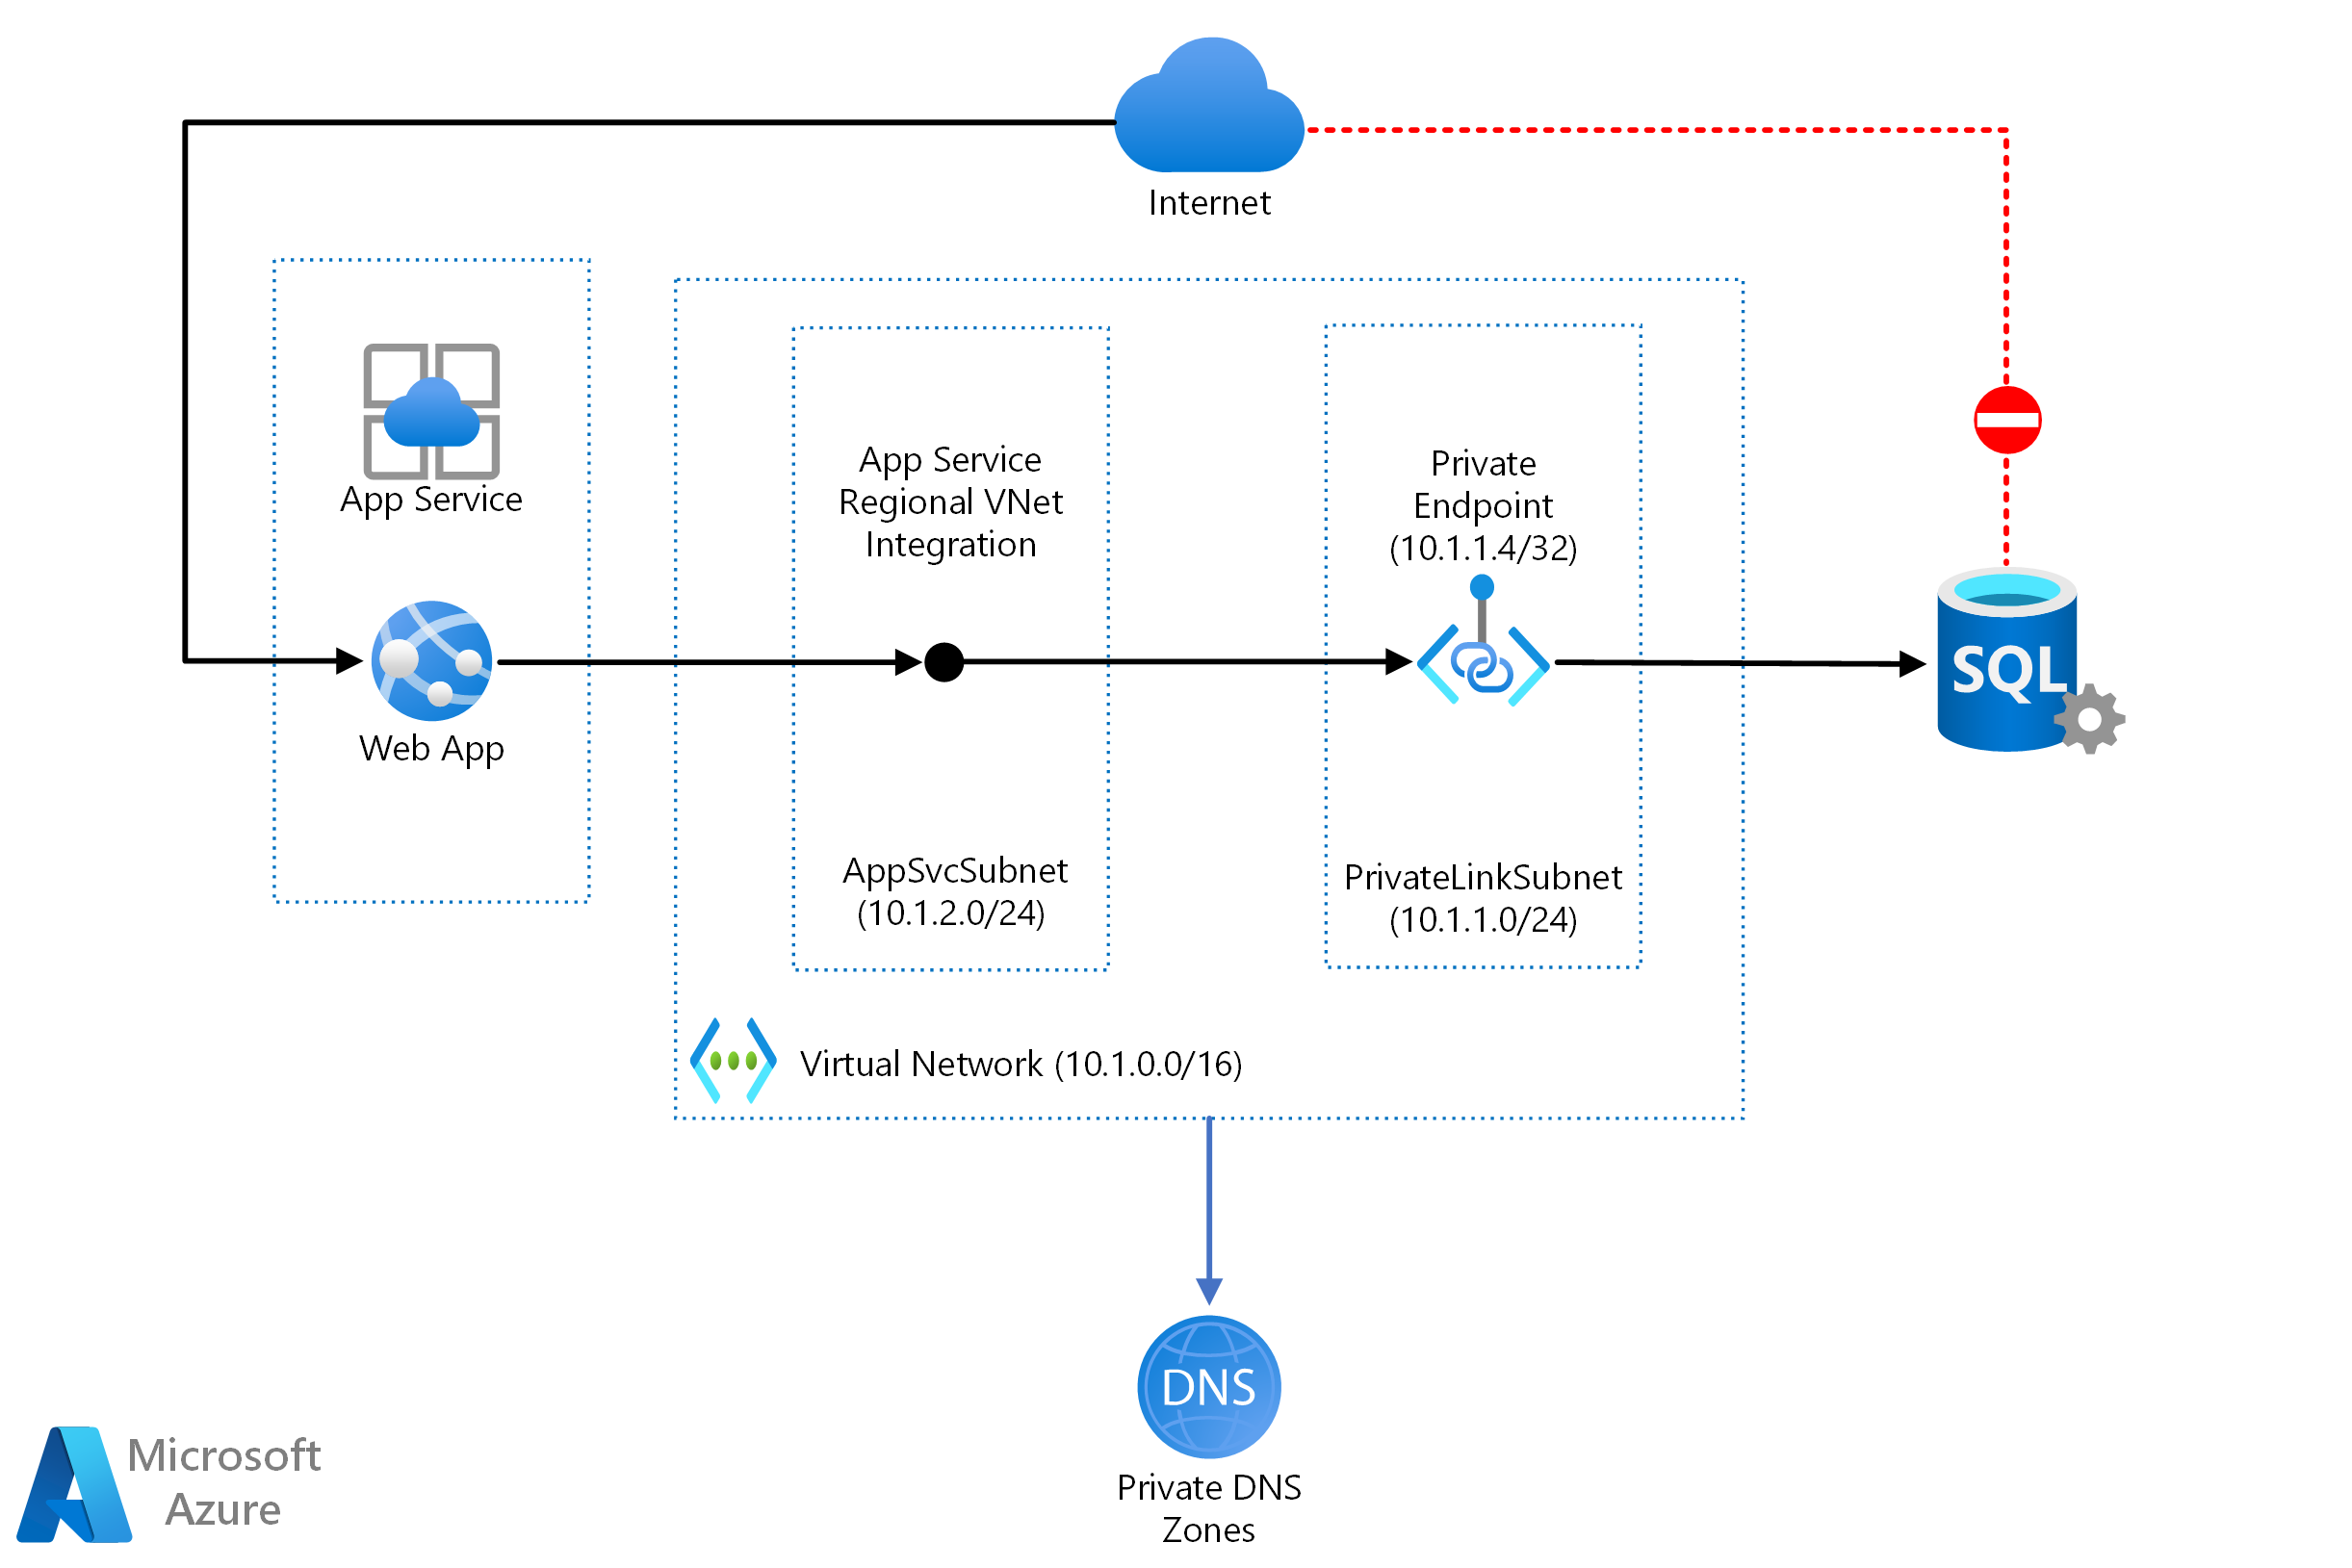 Internet
App Service
Web App
App Service
Regional VNet
Integration
AppSvcSubnet
(10.1.2.0/24)
Private
Endpoint
(10.1.1.4/32)
PrivateLinkSubnet
(10.1.1.0/24)
SQL
Virtual Network (10.1.0.0/16)
DNS
Private DNS
Zones
Microsoft
Azure